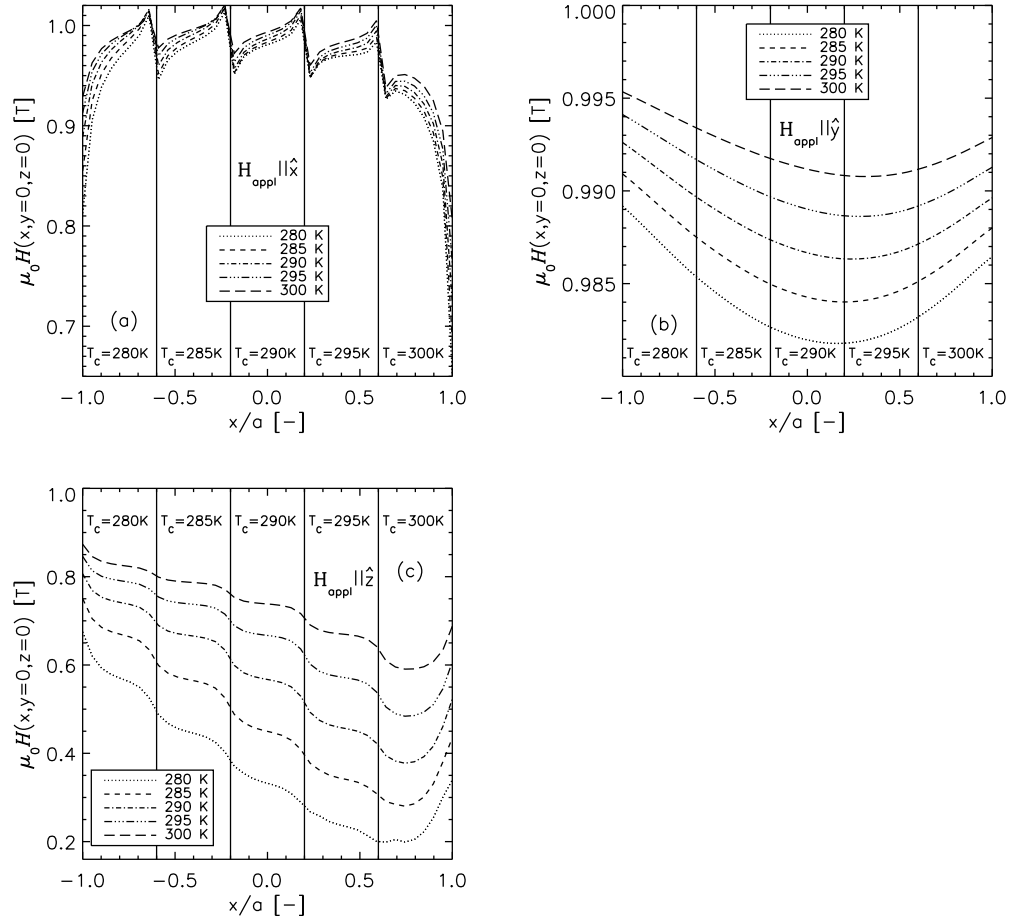 1.0
0.9
0.8
0.7
μ0H(x,y=0,z=0) [T]
Happl||x̂
280 K
285 K
290 K
295 K
300 K
(a)
Tc=280K Tc=285K Tc=290K Tc=295K Tc=300K
−1.0 −0.5 0.0 0.5 1.0
x/a [−]
1.000
0.995
0.990
0.985
μ0H(x,y=0,z=0) [T]
280 K
285 K
290 K
295 K
300 K
Happl||ŷ
(b)
Tc=280K Tc=285K Tc=290K Tc=295K Tc=300K
−1.0 −0.5 0.0 0.5 1.0
x/a [−]
1.0
0.8
0.6
0.4
0.2
μ0H(x,y=0,z=0) [T]
Tc=280K Tc=285K Tc=290K Tc=295K Tc=300K
Happl||ẑ
(c)
280 K
285 K
290 K
295 K
300 K
−1.0 −0.5 0.0 0.5 1.0
x/a [−]